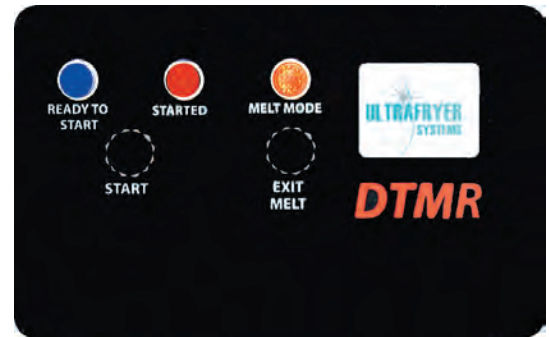 READY TO
START
STARTED
MELT MODE
START
EXIT
MELT
ULTRAFRYER
SYSTEMS
DTMR